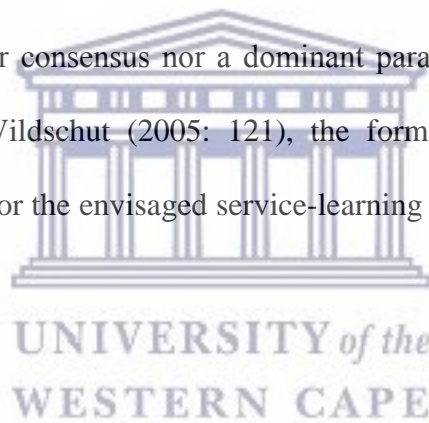 r consensus nor a dominant para
Wildschut (2005: 121), the form
or the envisaged service-learning
UNIVERSITY of the
WESTERN CAPE